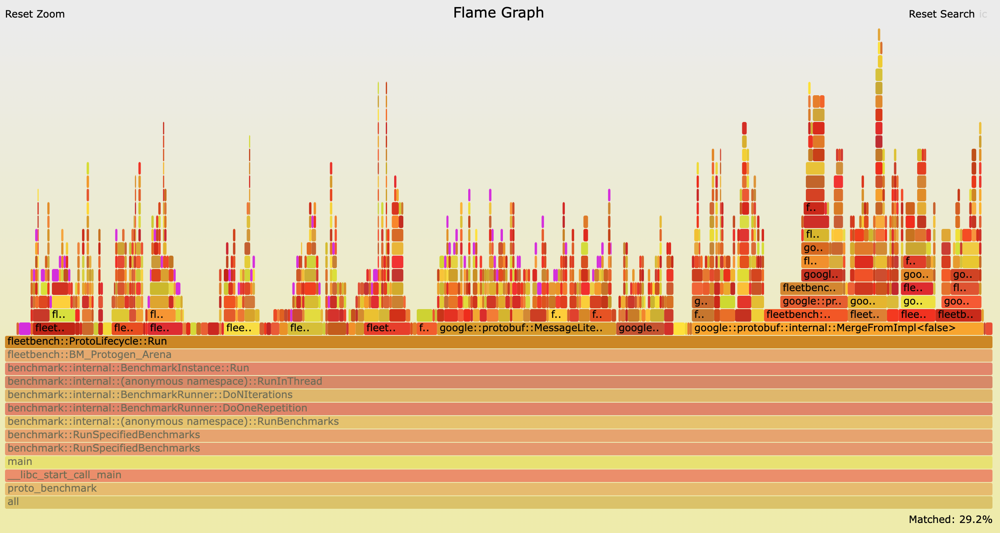 Reset Zoom
Flame Graph
Reset Search ic
f..
fl..
go..
fl..
f..
googl..
goo..
go..
fleetbenc..
fle..
fl..
g..
google::pr..
goo..
go..
goo..
fl..
fl..
f..
f..
f..
fleetbench:..
fleet..
flee..
fleetb..
fleet..
fle..
fle..
flee..
fle..
fleet..
f..
google::protobuf::MessageLite..
google..
google::protobuf::internal::MergeFromImpl<false>
fleetbench::ProtoLifecycle::Run
fleetbench::BM_Protogen_Arena
benchmark::internal::BenchmarkInstance::Run
benchmark::internal::(anonymous namespace)::RunInThread
benchmark::internal::BenchmarkRunner::DoNIterations
benchmark::internal::BenchmarkRunner::DoOneRepetition
benchmark::internal::(anonymous namespace)::RunBenchmarks
benchmark::RunSpecifiedBenchmarks
benchmark::RunSpecifiedBenchmarks
main
__libc_start_call_main
proto_benchmark
all
Matched: 29.2%